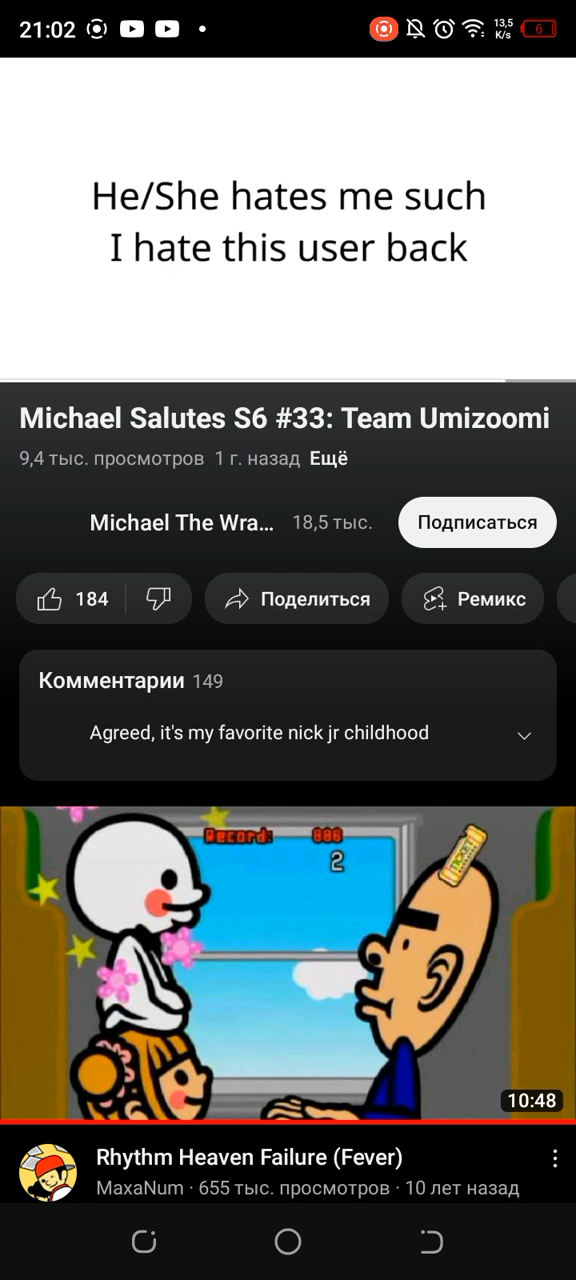 21:02
13,5
K/s
6
He/She hates me such
I hate this user back
Michael Salutes S6 #33: Team Umizoomi
9,4 тыс. просмотров 1 г. назад Ещё
Michael The Wra... 18,5 тыс. Подписаться
184 Поделиться Ремикс
Комментарии 149
Agreed, it's my favorite nick jr childhood
Record: 886
2
10:48
Rhythm Heaven Failure (Fever)
MaxaNum · 655 тыс. просмотров · 10 лет назад